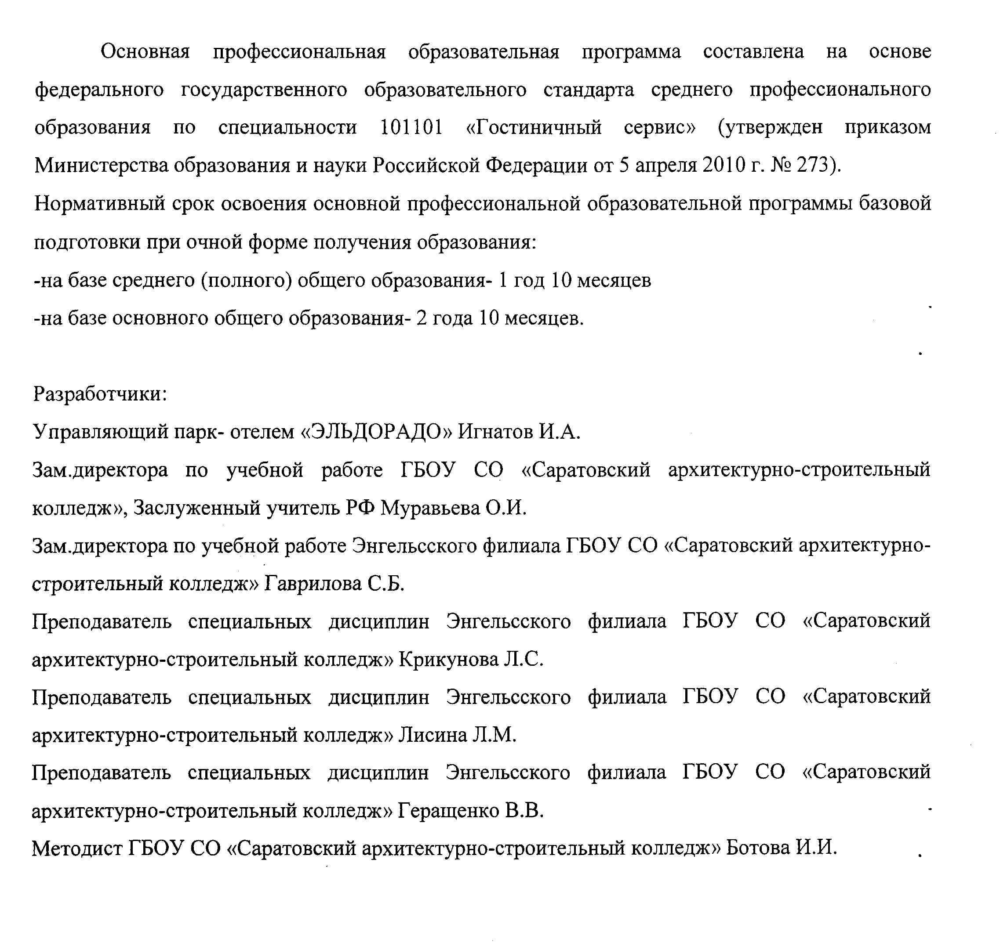 Основная профессиональная образовательная программа составлена на основе
федерального государственного образовательного стандарта среднего профессионального
образования по специальности 101101 «Гостиничный сервис» (утвержден приказом
Министерства образования и науки Российской Федерации от 5 апреля 2010 г. № 273).
Нормативный срок освоения основной профессиональной образовательной программы базовой
подготовки при очной форме получения образования:
-на базе среднего (полного) общего образования- 1 год 10 месяцев
-на базе основного общего образования- 2 года 10 месяцев.
Разработчики:
Управляющий парк- отелем «ЭЛЬДОРАДО» Игнатов И.А.
Зам.директора по учебной работе ГБОУ СО «Саратовский архитектурно-строительный
колледж», Заслуженный учитель РФ Муравьева О.И.
Зам.директора по учебной работе Энгельсского филиала ГБОУ СО «Саратовский архитектурно-
строительный колледж» Гаврилова С.Б.
Преподаватель специальных дисциплин Энгельсского филиала ГБОУ СО «Саратовский
архитектурно-строительный колледж» Крикунова Л.С.
Преподаватель специальных дисциплин Энгельсского филиала ГБОУ СО «Саратовский
архитектурно-строительный колледж» Лисина Л.М.
Преподаватель специальных дисциплин Энгельсского филиала ГБОУ СО «Саратовский
архитектурно-строительный колледж» Геращенко В.В.
Методист ГБОУ СО «Саратовский архитектурно-строительный колледж» Ботова И.И.